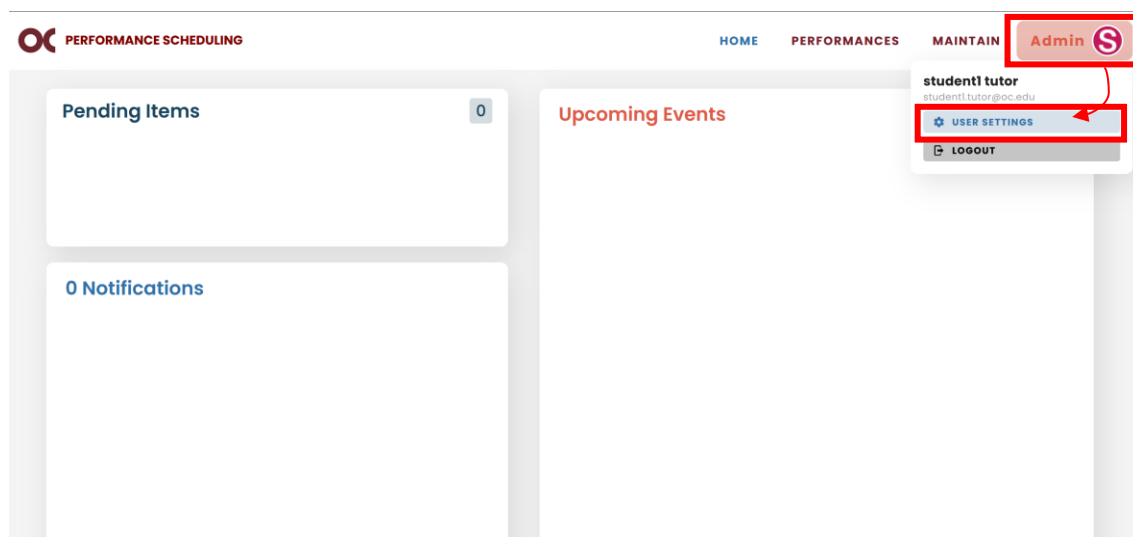 OC PERFORMANCE SCHEDULING
HOME PERFORMANCES MAINTAIN Admin S
student1 tutor
student1.tutor@oc.edu
USER SETTINGS
LOGOUT
Pending Items 0
Upcoming Events
0 Notifications